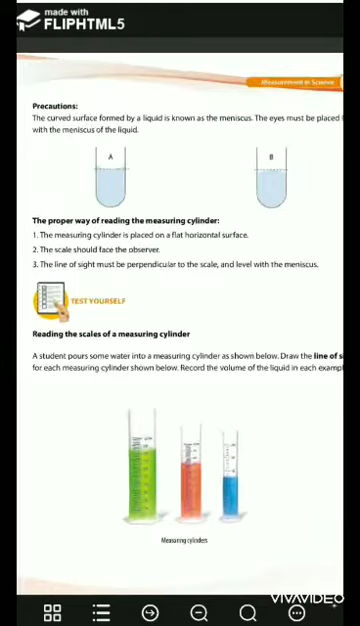 made with
FLIPHTML5
Measurement in Science
Precautions:
The curved surface formed by a liquid is known as the meniscus. The eyes must be placed
with the meniscus of the liquid.
A
B
The proper way of reading the measuring cylinder:
1. The measuring cylinder is placed on a flat horizontal surface.
2. The scale should face the observer.
3. The line of sight must be perpendicular to the scale, and level with the meniscus.
TEST YOURSELF
Reading the scales of a measuring cylinder
A student pours some water into a measuring cylinder as shown below. Draw the line of s
for each measuring cylinder shown below. Record the volume of the liquid in each exampl
Measuring cylinders
VIVAVIDEO